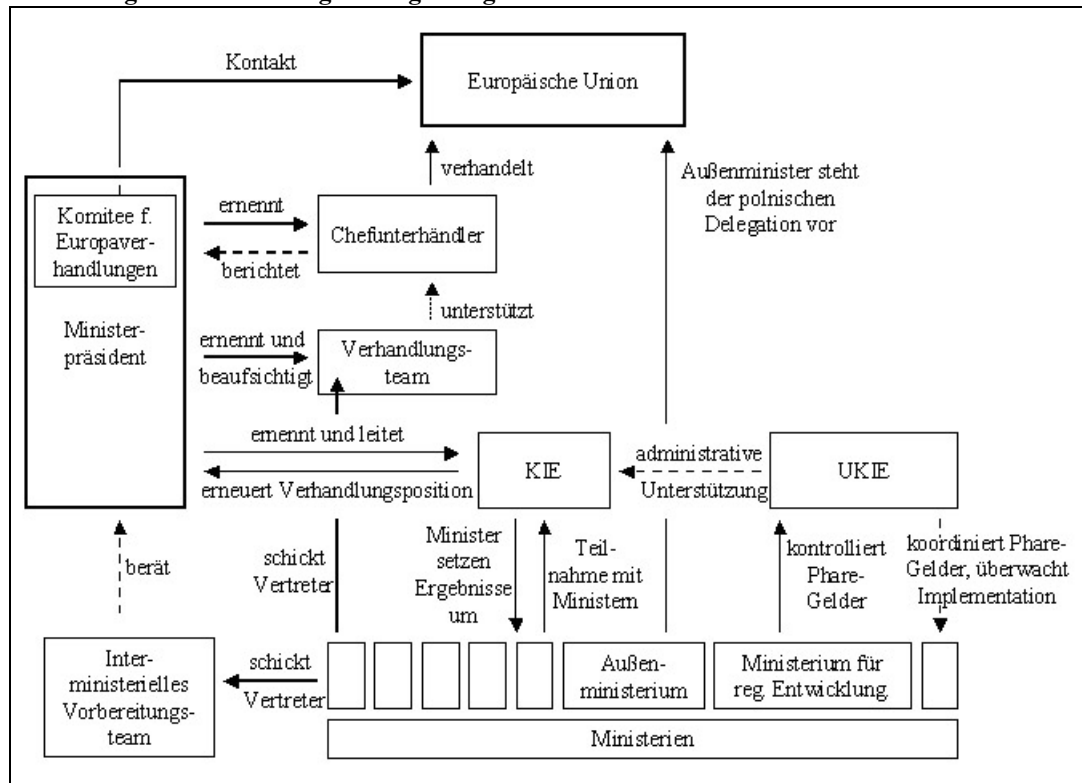 Kontakt
Europäische Union
verhandelt
Außenminister steht
der polnischen
Delegation vor
Komitee f.
Europaver-
handlungen
ernennt
Chefunterhändler
berichtet
unterstützt
Minister-
präsident
ernennt und
beaufsichtigt
Verhandlungs-
team
ernennt und leitet
erneuert Verhandlungsposition
KIE
administrative
Unterstützung
UKIE
berät
schickt
Vertreter
Minister
setzen
Ergebnisse
um
Teil-
nahme mit
Ministern
kontrolliert
Phare-
Gelder
koordiniert Phare-
Gelder, überwacht
Implementation
Inter-
ministerielles
Vorbereitungs-
team
schickt
Vertreter
Außen-
ministerium
Ministerium für
reg. Entwicklung
Ministerien